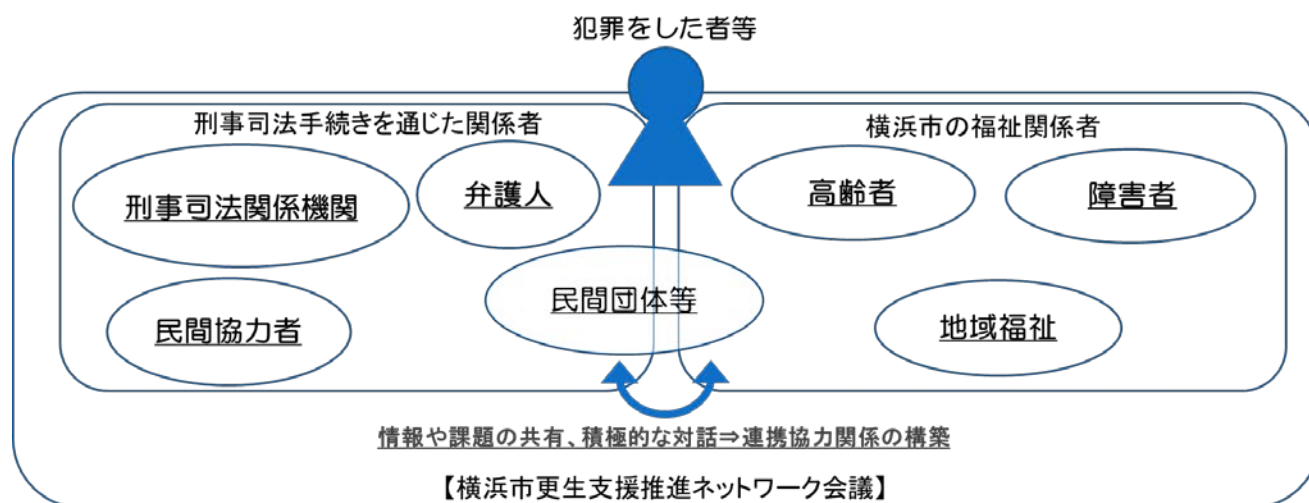 犯罪をした者等
刑事司法手続きを通じた関係者
横浜市の福祉関係者
刑事司法関係機関
弁護人
高齢者
障害者
民間団体等
民間協力者
地域福祉
情報や課題の共有、積極的な対話⇒連携協力関係の構築
【横浜市更生支援推進ネットワーク会議】